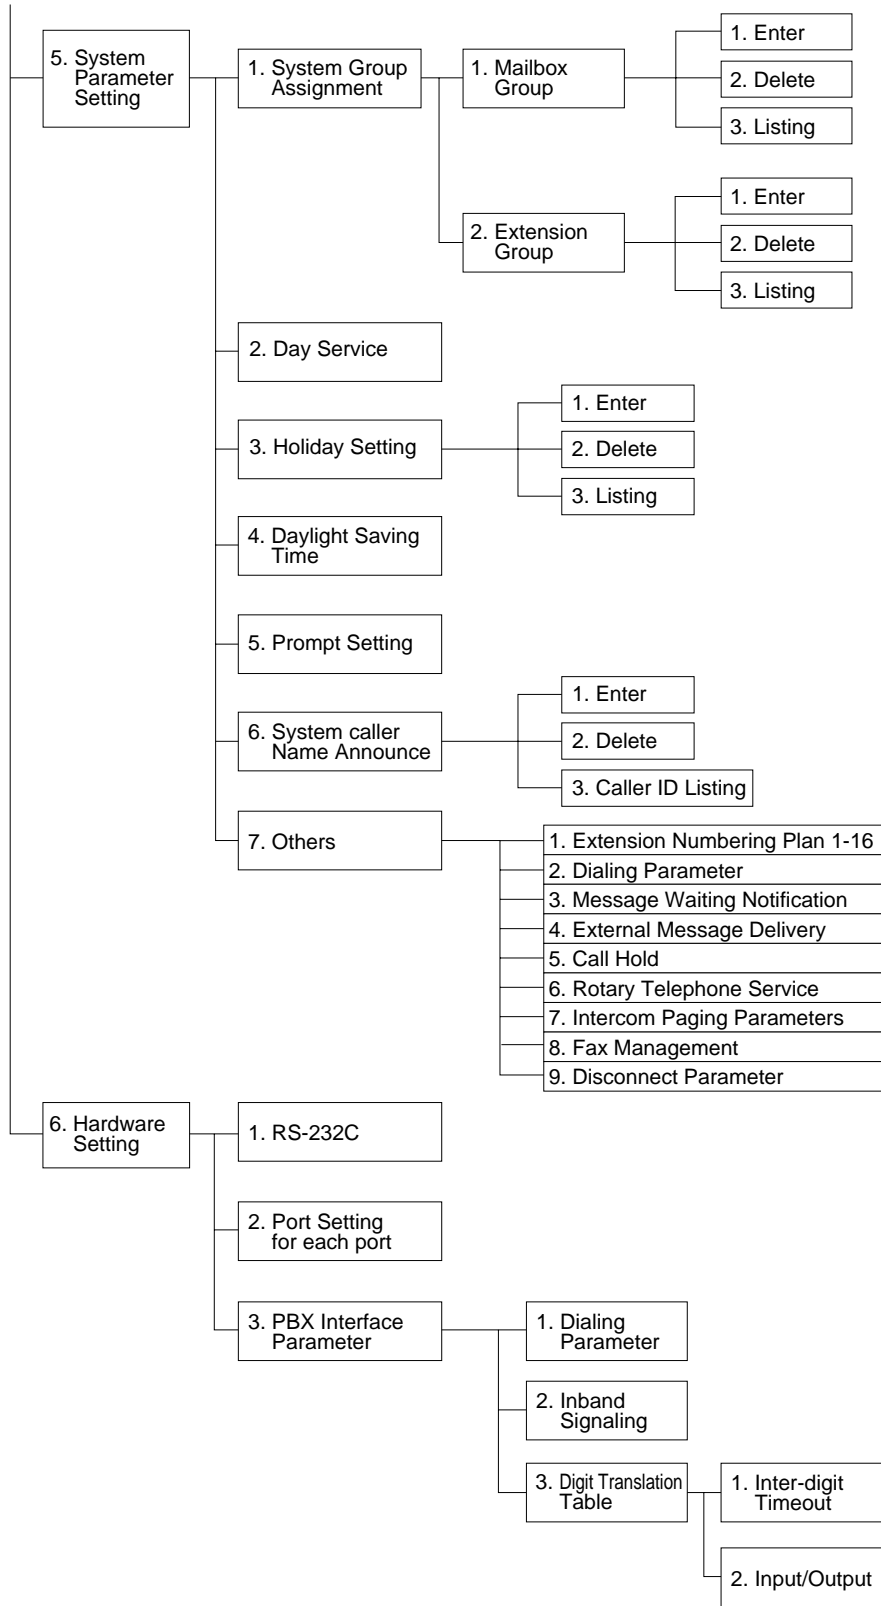 5. System
Parameter
Setting
1. System Group
Assignment
1. Mailbox
Group
1. Enter
2. Delete
3. Listing
2. Extension
Group
1. Enter
2. Delete
3. Listing
2. Day Service
3. Holiday Setting
1. Enter
2. Delete
3. Listing
4. Daylight Saving
Time
5. Prompt Setting
6. System caller
Name Announce
1. Enter
2. Delete
3. Caller ID Listing
7. Others
1. Extension Numbering Plan 1-16
2. Dialing Parameter
3. Message Waiting Notification
4. External Message Delivery
5. Call Hold
6. Rotary Telephone Service
7. Intercom Paging Parameters
8. Fax Management
9. Disconnect Parameter
6. Hardware
Setting
1. RS-232C
2. Port Setting
for each port
3. PBX Interface
Parameter
1. Dialing
Parameter
2. Inband
Signaling
3. Digit Translation
Table
1. Inter-digit
Timeout
2. Input/Output